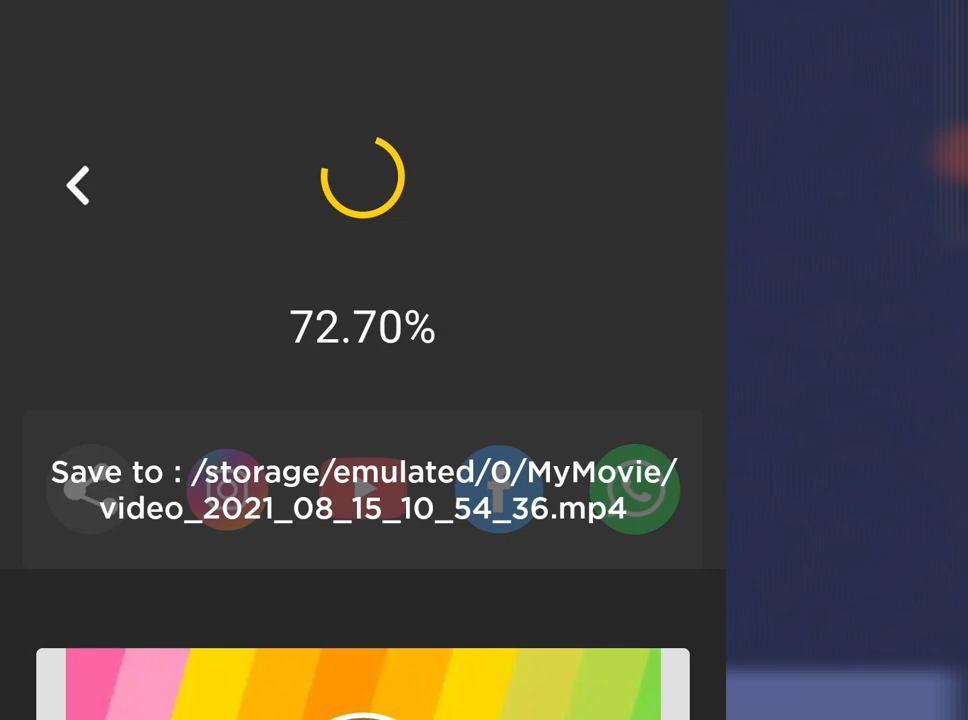 72.70%
Save to : /storage/emulated/0/MyMovie/
video_2021_08_15_10_54_36.mp4